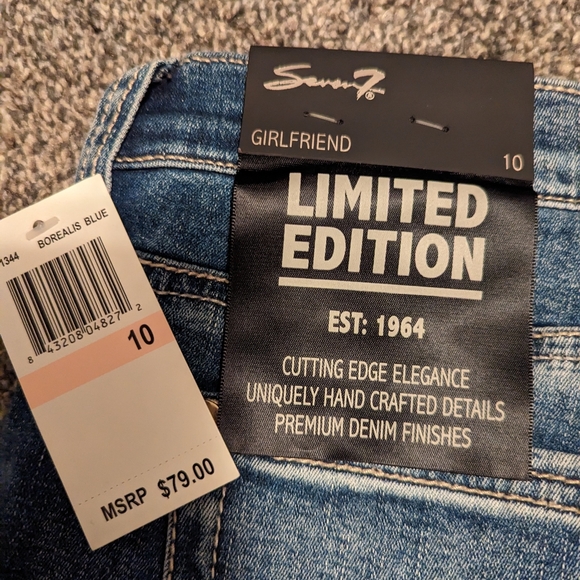 Seven7®
GIRLFRIEND
10
LIMITED
EDITION
EST: 1964
CUTTING EDGE ELEGANCE
UNIQUELY HAND CRAFTED DETAILS
PREMIUM DENIM FINISHES
1344
BOREALIS BLUE
8 43208 04827 2
10
MSRP $79.00